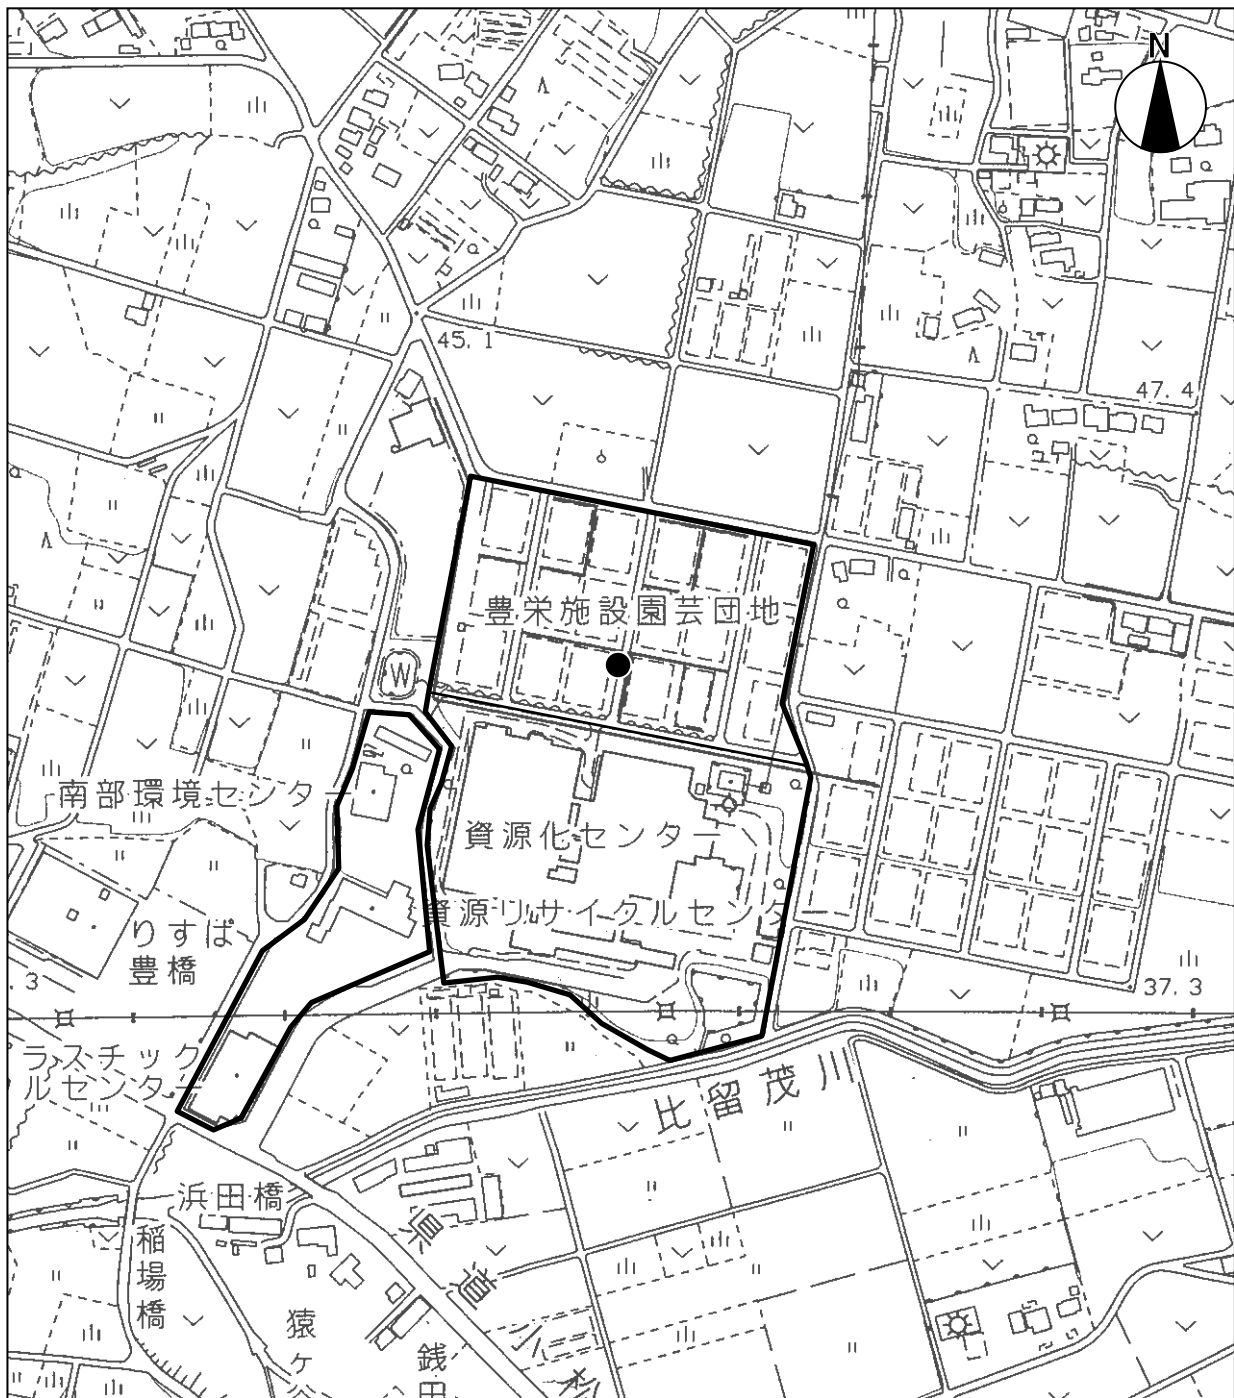 N
45.1
47.4
豊栄施設園芸団地
W
南部環境センター
資源化センター
資源リサイクルセンタ
りすぱ
豊橋
.3
37.3
ラスチック
ルセンター
比留茂川
浜田橋
稲場橋
県道小松
猿ヶ
銭田